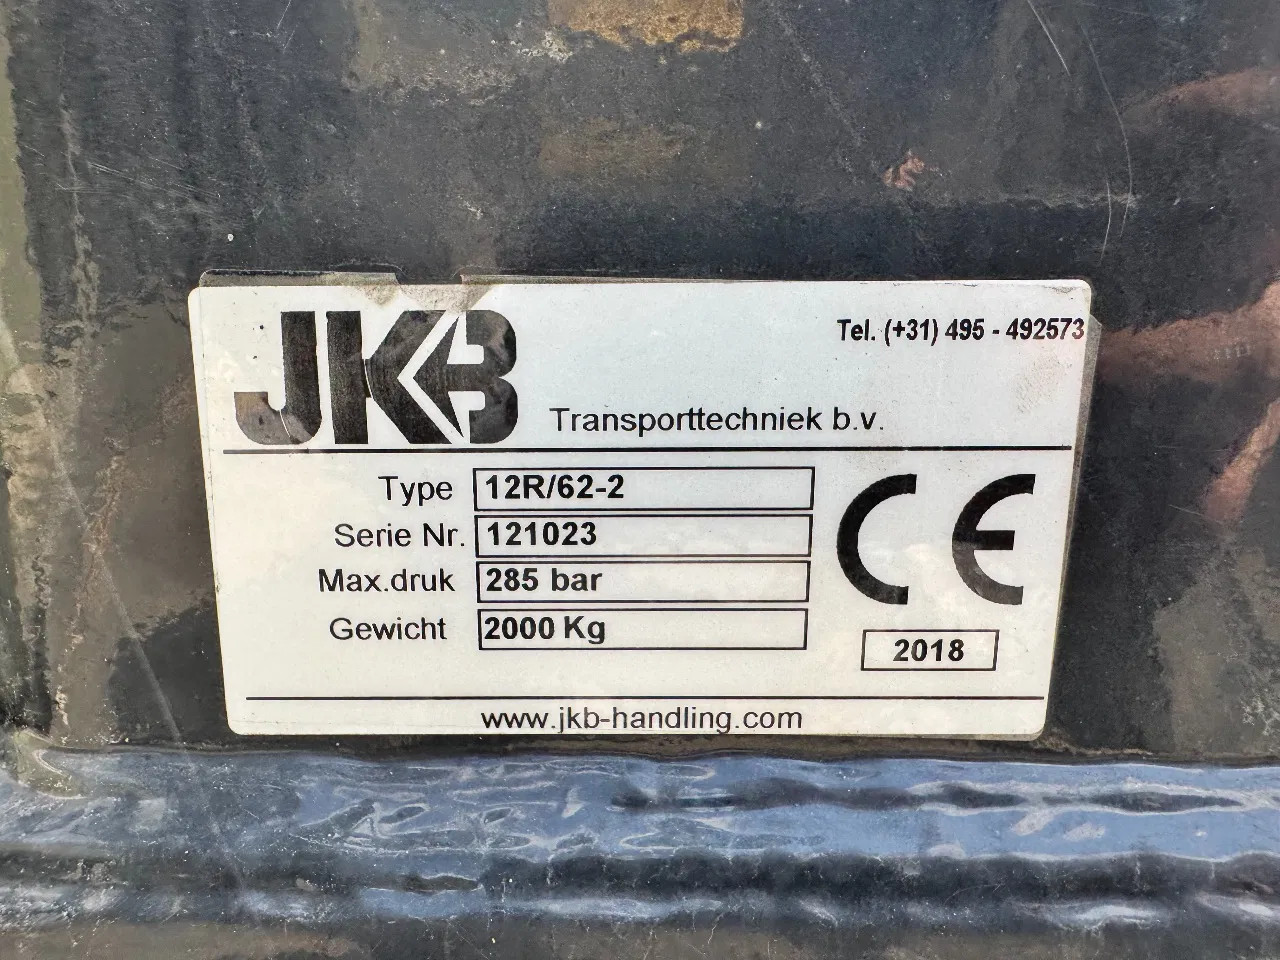 JKB
Tel. (+31) 495 - 492573
Transporttechniek b.v.
Type 12R/62-2
Serie Nr. 121023
Max.druk 285 bar
Gewicht 2000 Kg
CE
2018
www.jkb-handling.com